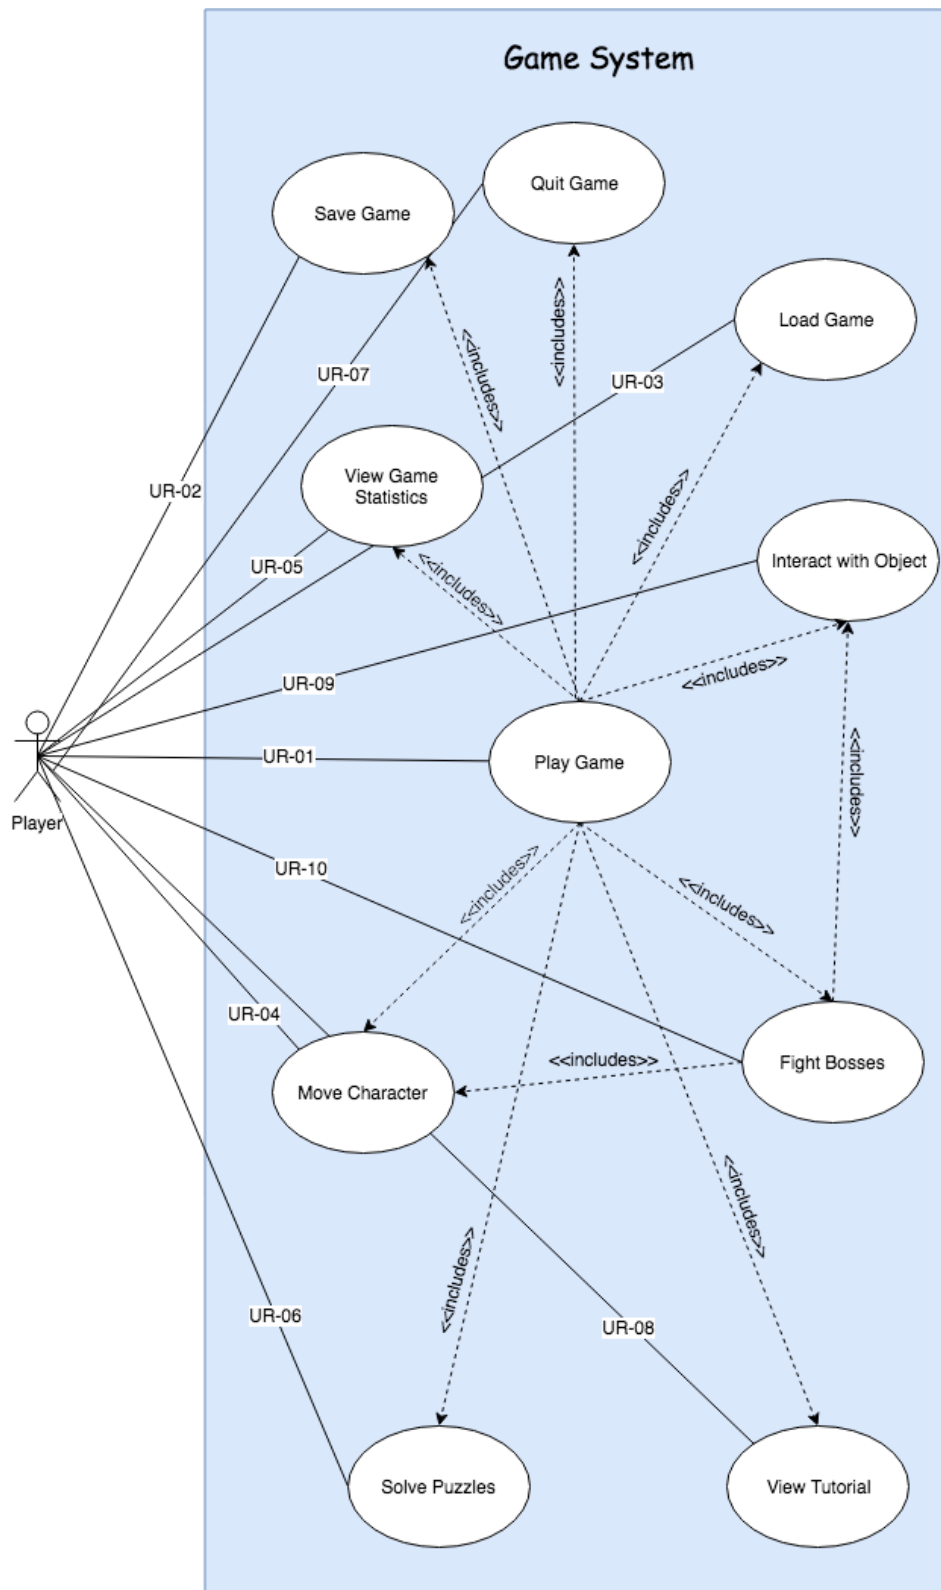 Game System
Quit Game
Save Game
<<includes>>
Load Game
<<includes>>
UR-07
UR-03
View Game
Statistics
UR-02
<<includes>>
UR-05
<<includes>>
Interact with Object
<<includes>>
UR-09
UR-01
Play Game
<<includes>>
Player
UR-10
<<includes>>
<<includes>>
UR-04
<<includes>>
Fight Bosses
Move Character
<<includes>>
<<includes>>
UR-06
UR-08
Solve Puzzles
View Tutorial